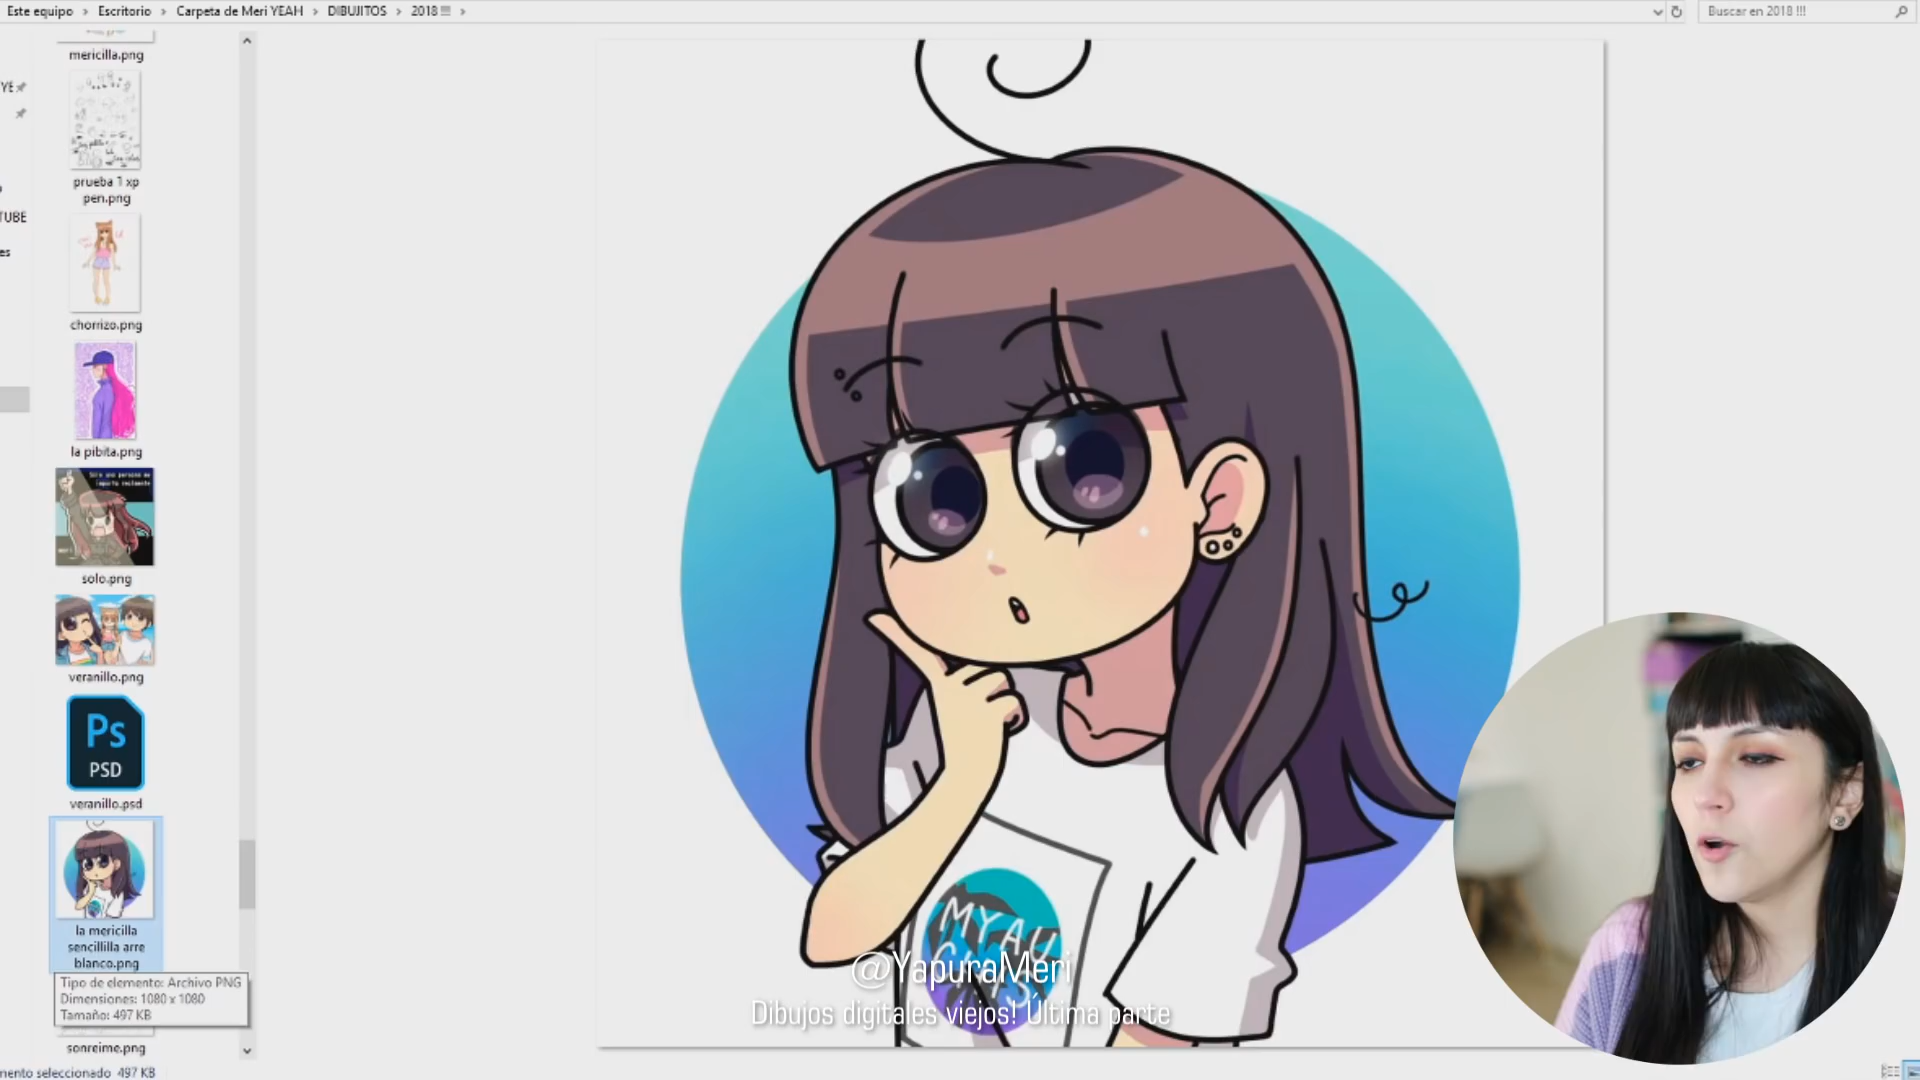 Este equipo › Escritorio › Carpeta de Meri YEAH › DIBUJITOS › 2018 !!! ›
Buscar en 2018 !!!
mericilla.png
YE
prueba 1 xp
pen.png
TUBE
es
chorrizo.png
la pibita.png
solo.png
veranillo.png
Ps
PSD
veranillo.psd
la mericilla
sencillilla arre
blanco.png
Tipo de elemento: Archivo PNG
Dimensiones: 1080 x 1080
Tamaño: 497 KB
sonreime.png
mento seleccionado 497 KB
MYAU
@YapuraMeri
Dibujos digitales viejos! Última parte